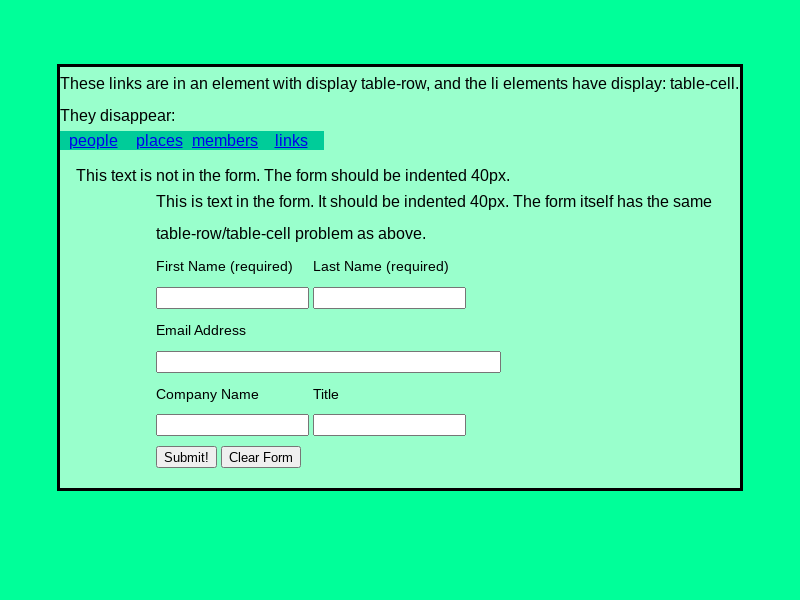 These links are in an element with display table-row, and the li elements have display: table-cell.
They disappear:
people places members links
This text is not in the form. The form should be indented 40px.
This is text in the form. It should be indented 40px. The form itself has the same
table-row/table-cell problem as above.
First Name (required) Last Name (required)
Email Address
Company Name Title
Submit! Clear Form